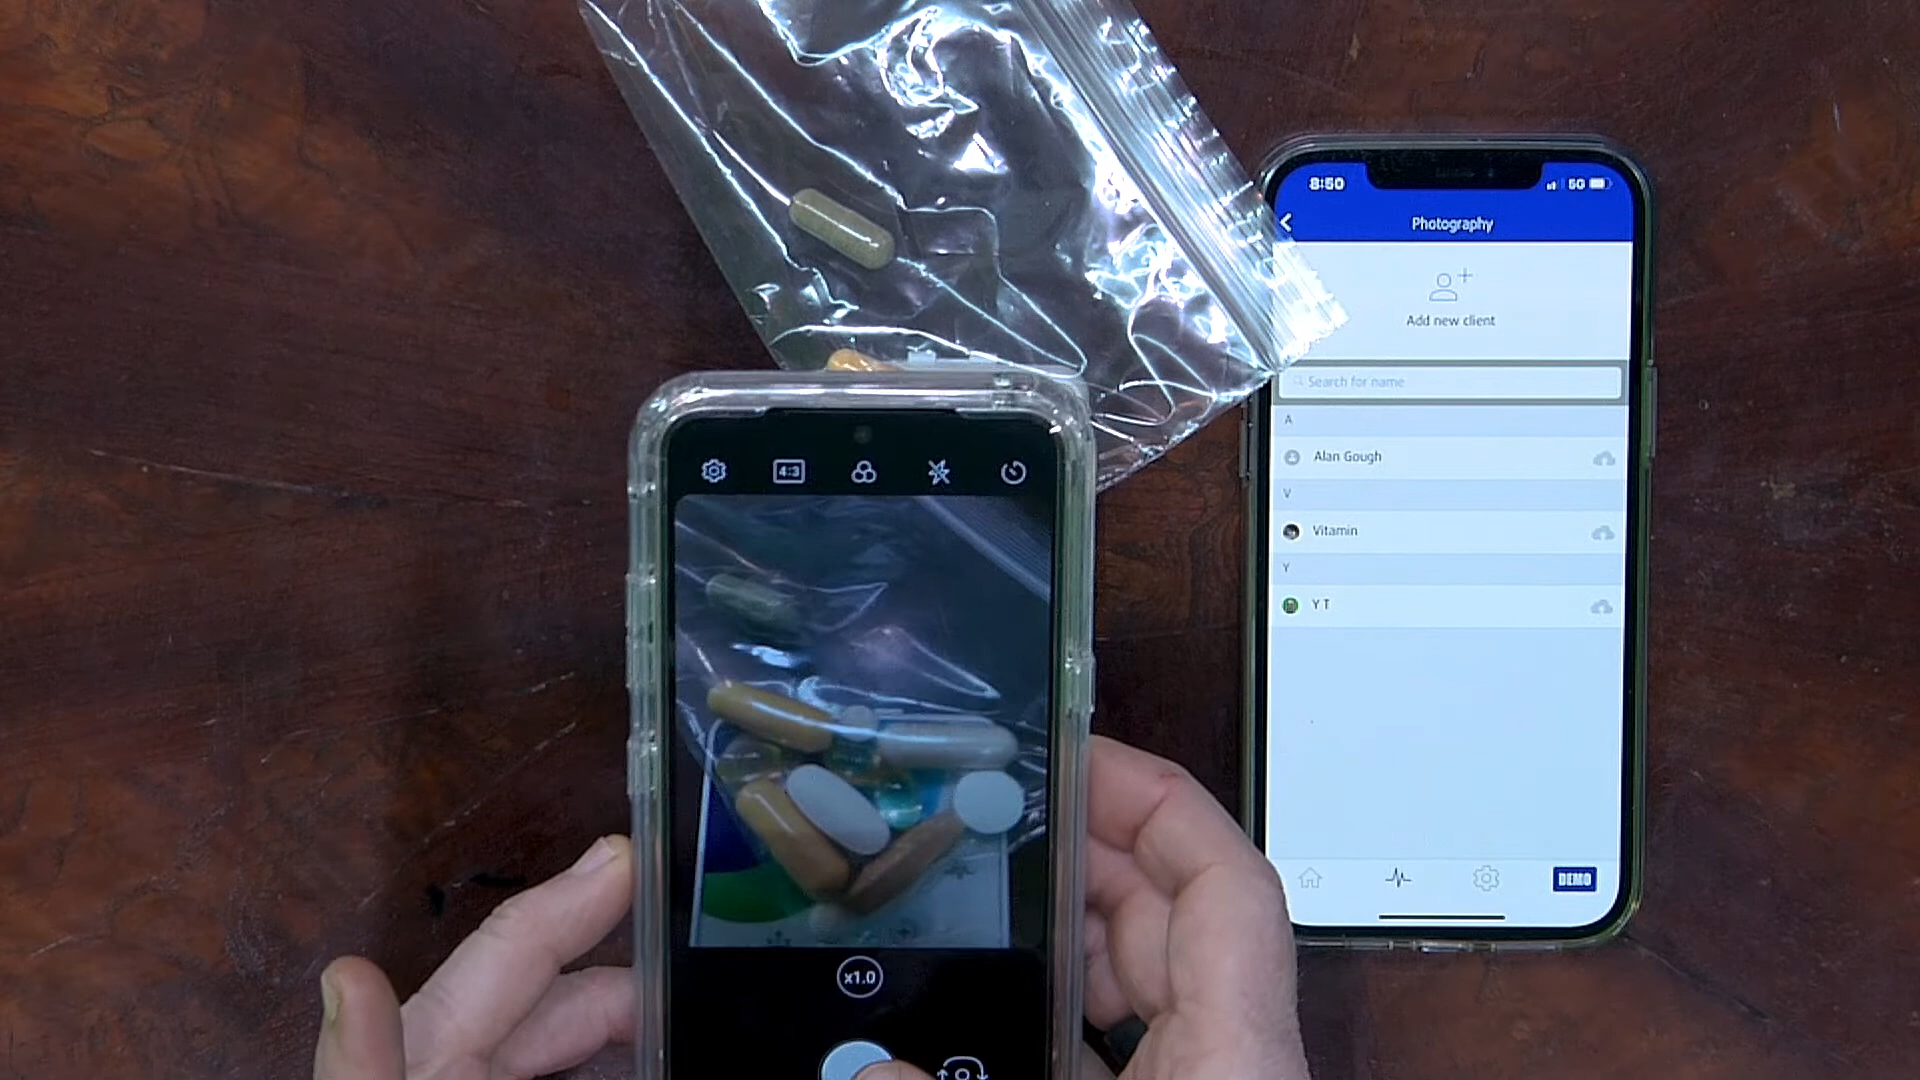 8:50
5G
Photography
Add new client
Search for name
A
Alan Gough
V
Vitamin
Y
Y T
DEMO
4:3
x1.0